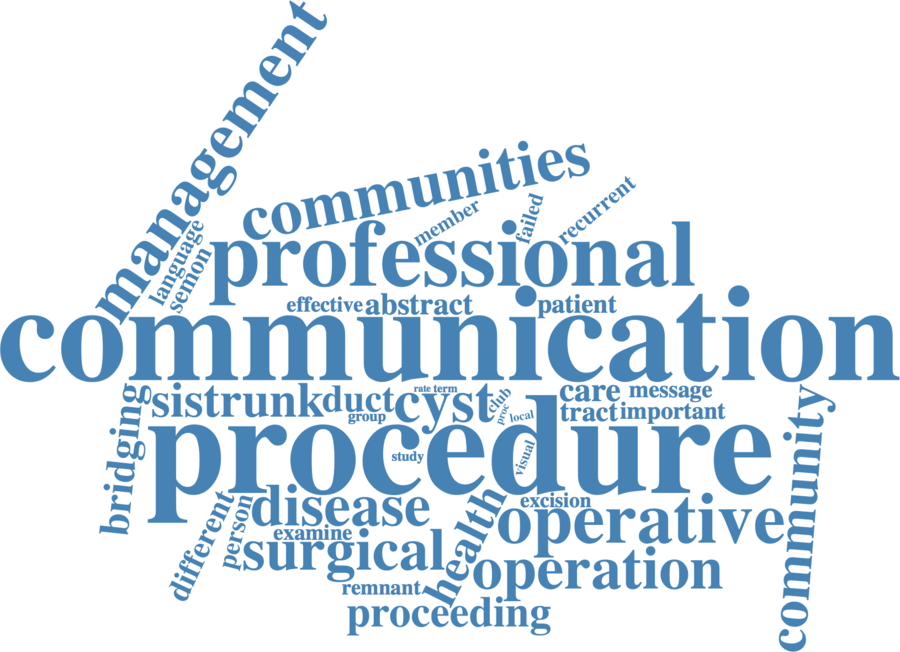 management
communities
member
failed
recurrent
language
semon
professional
effective
abstract
patient
communication
bridging
sistrunk
duct
group
rate term
cyst
club
proc
local
care
message
tract
important
community
procedure
study
visual
different
person
disease
examine
surgical
health
excision
operative
operation
remnant
proceeding